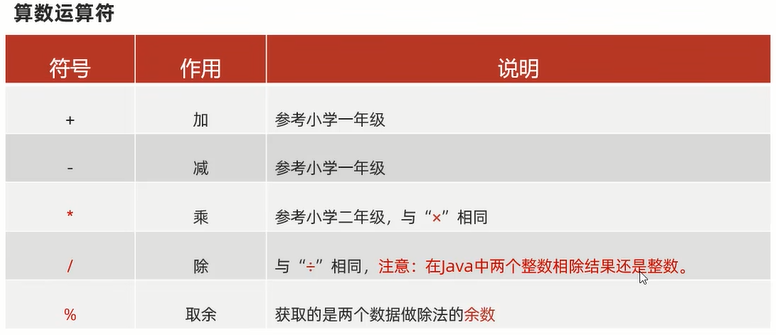 算数运算符
符号 作用 说明
+ 加 参考小学一年级
- 减 参考小学一年级
* 乘 参考小学二年级，与“×”相同
/ 除 与“÷”相同，注意：在Java中两个整数相除结果还是整数。
% 取余 获取的是两个数据做除法的余数